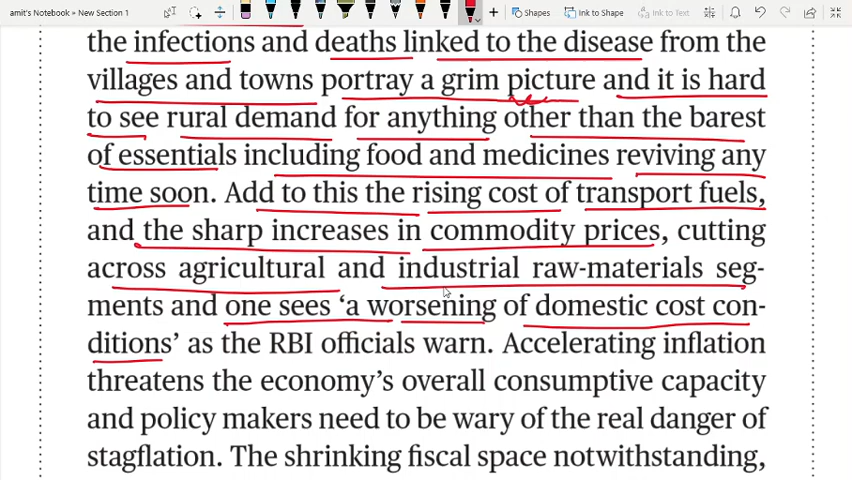 amit's Notebook » New Section 1
Shapes
Ink to Shape
Ink to Text
the infections and deaths linked to the disease from the
villages and towns portray a grim picture and it is hard
to see rural demand for anything other than the barest
of essentials including food and medicines reviving any
time soon. Add to this the rising cost of transport fuels,
and the sharp increases in commodity prices, cutting
across agricultural and industrial raw-materials seg-
ments and one sees ‘a worsening of domestic cost con-
ditions’ as the RBI officials warn. Accelerating inflation
threatens the economy’s overall consumptive capacity
and policy makers need to be wary of the real danger of
stagflation. The shrinking fiscal space notwithstanding,